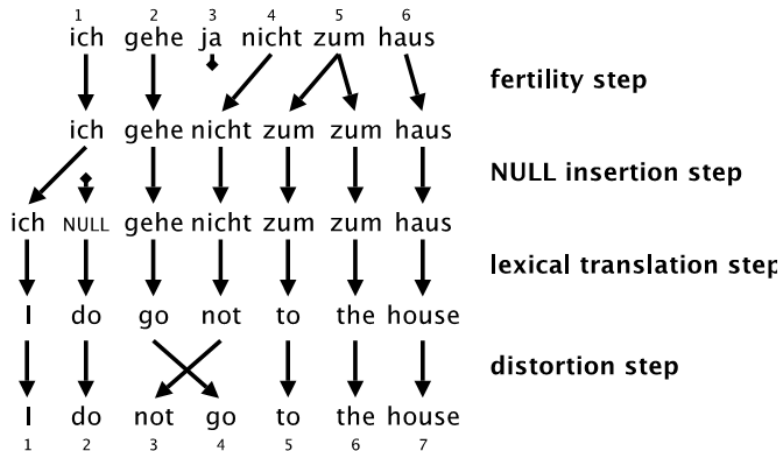 1 2 3 4 5 6
ich gehe ja nicht zum haus
fertility step
ich gehe nicht zum zum haus
NULL insertion step
ich NULL gehe nicht zum zum haus
lexical translation step
I do go not to the house
distortion step
I do not go to the house
1 2 3 4 5 6 7